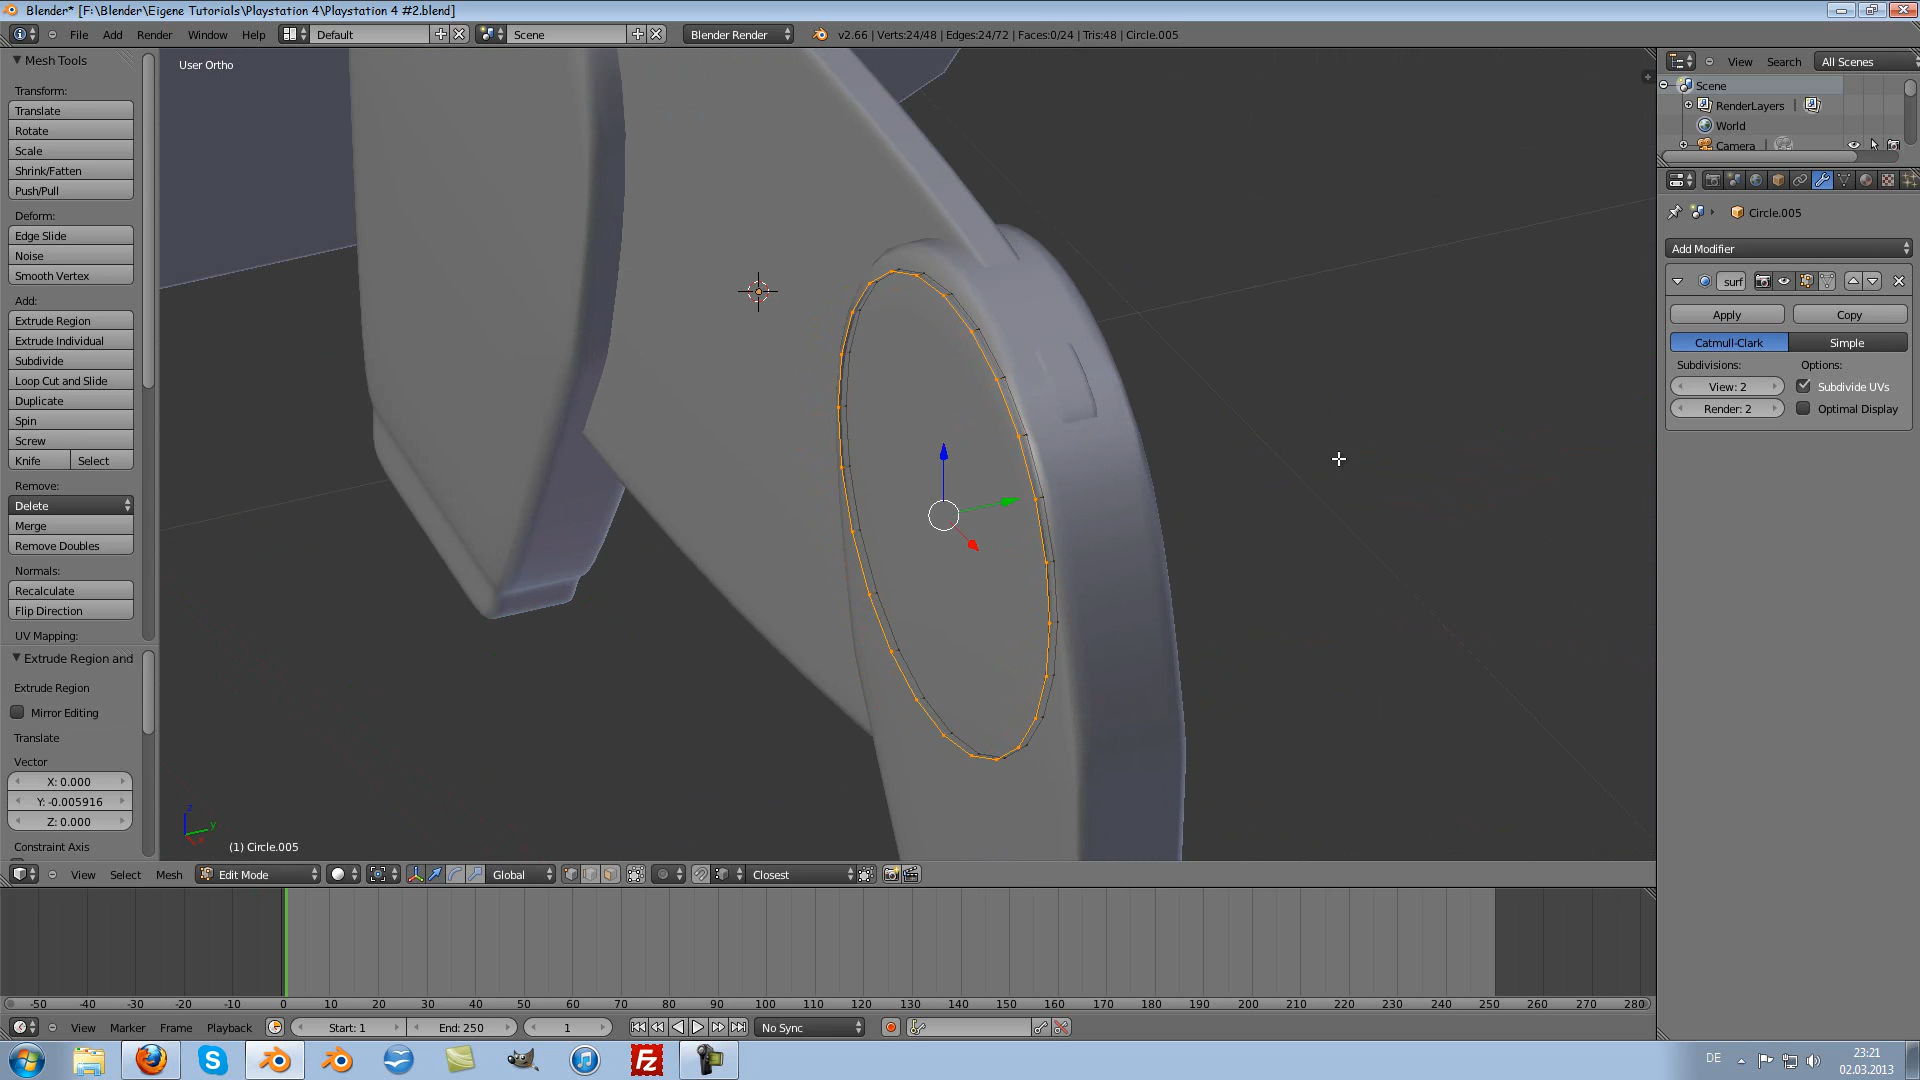 Blender* [F:\Blender\Eigene Tutorials\Playstation 4\Playstation 4 #2.blend]
File Add Render Window Help Default Scene Blender Render v2.66 | Verts:24/48 | Edges:24/72 | Faces:0/24 | Tris:48 | Circle.005
Mesh Tools
Transform:
Translate
Rotate
Scale
Shrink/Fatten
Push/Pull
Deform:
Edge Slide
Noise
Smooth Vertex
Add:
Extrude Region
Extrude Individual
Subdivide
Loop Cut and Slide
Duplicate
Spin
Screw
Knife Select
Remove:
Delete
Merge
Remove Doubles
Normals:
Recalculate
Flip Direction
UV Mapping:
Extrude Region and
Extrude Region
Mirror Editing
Translate
Vector
X: 0.000
Y: -0.005916
Z: 0.000
Constraint Axis
User Ortho
z
y
(1) Circle.005
View Search All Scenes
Scene
RenderLayers
World
Camera
Circle.005
Add Modifier
surf
Apply Copy
Catmull-Clark Simple
Subdivisions: Options:
View: 2 Subdivide UVs
Render: 2 Optimal Display
View Select Mesh Edit Mode Global Closest
-50 -40 -30 -20 -10 0 10 20 30 40 50 60 70 80 90 100 110 120 130 140 150 160 170 180 190 200 210 220 230 240 250 260 270 280
View Marker Frame Playback Start: 1 End: 250 1 No Sync
S
Fz
DE
23:21
02.03.2013